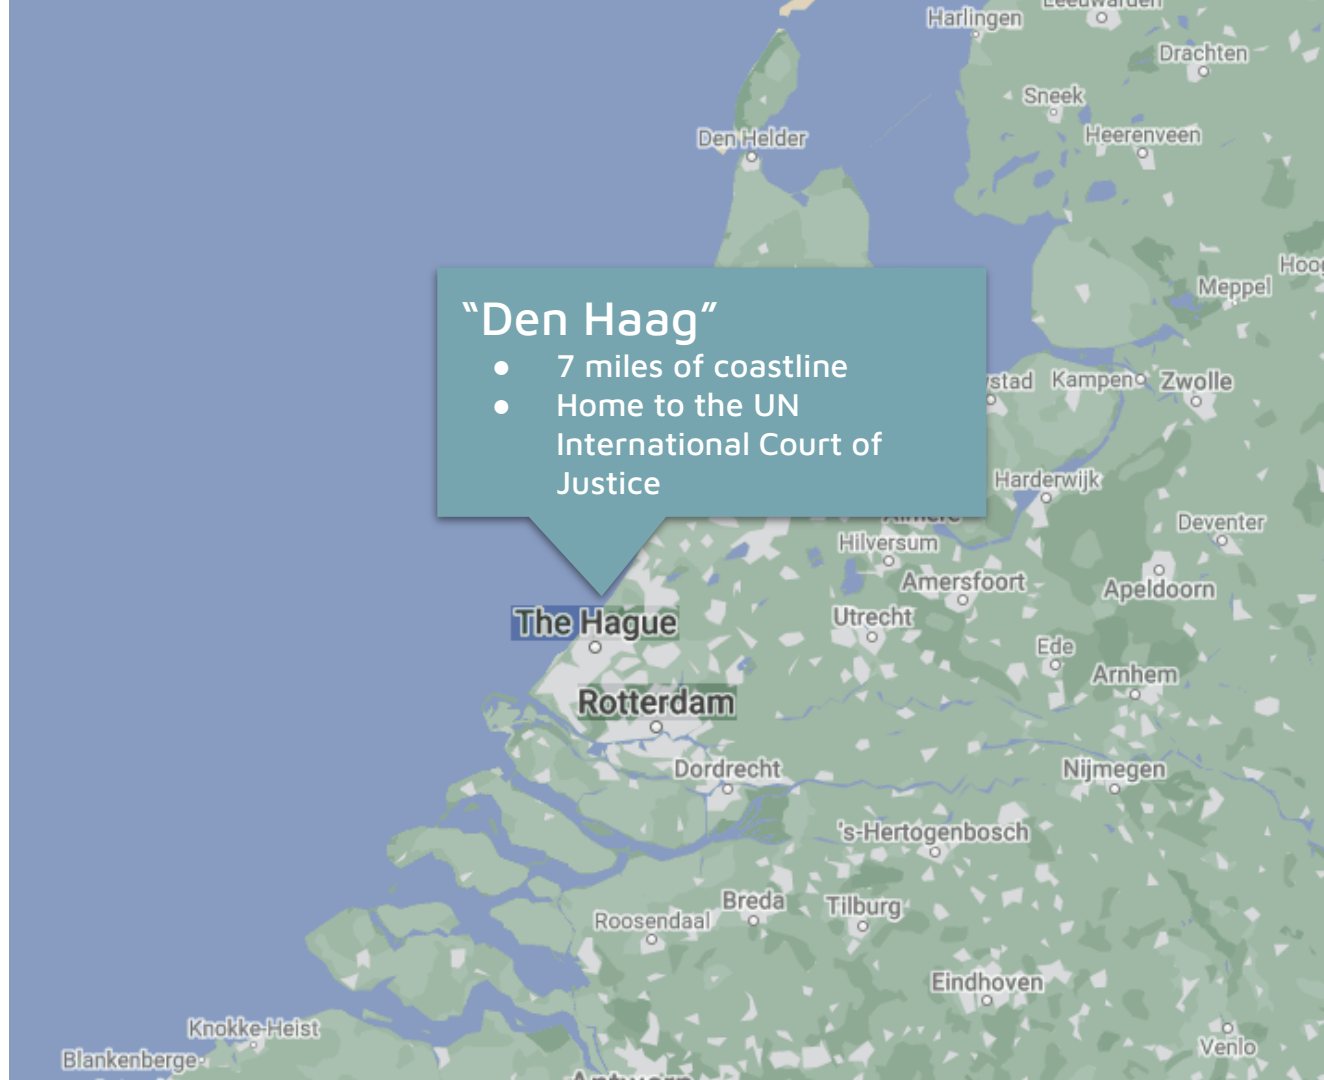 Leeuwarden
Harlingen
Drachten
Sneek
Den Helder
Heerenveen
Meppel
"Den Haag"
● 7 miles of coastline
● Home to the UN
International Court of
Justice
Kampen
Zwolle
Harderwijk
Deventer
Hilversum
Amersfoort
Apeldoorn
The Hague
Utrecht
Ede
Arnhem
Rotterdam
Dordrecht
Nijmegen
's-Hertogenbosch
Breda
Tilburg
Roosendaal
Eindhoven
Knokke-Heist
Venlo
Blankenberge